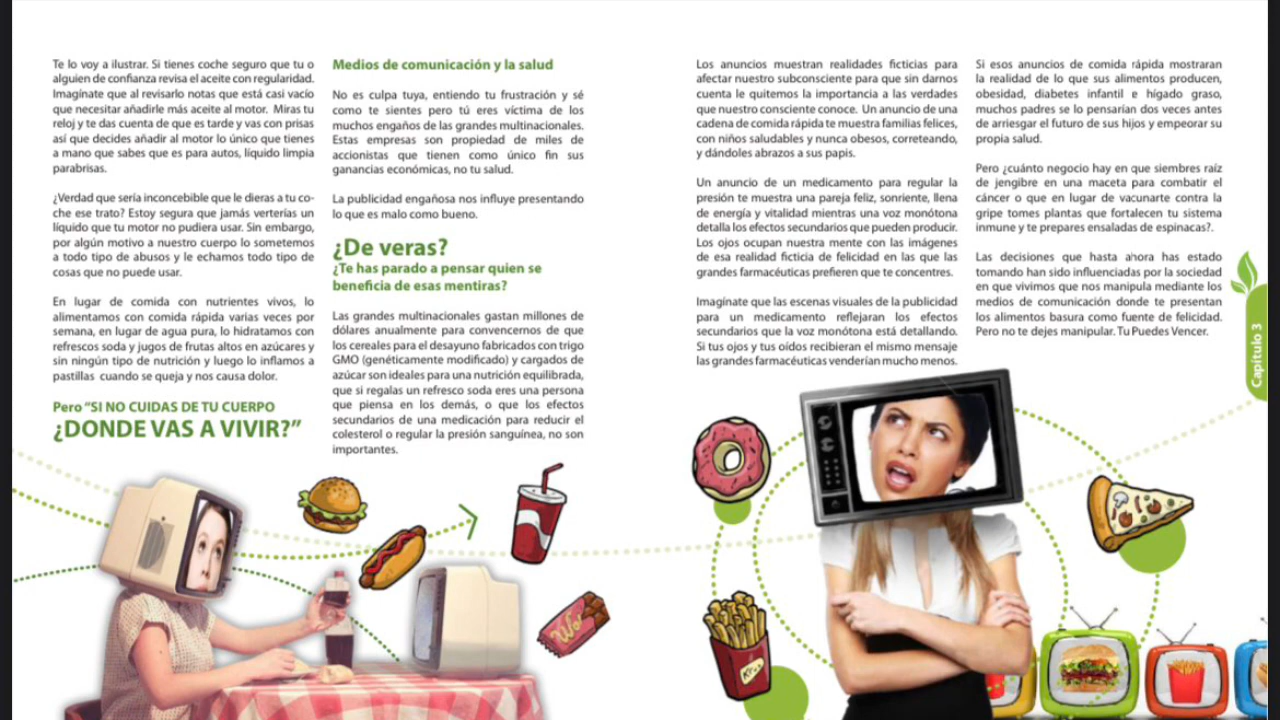 Te lo voy a ilustrar. Si tienes coche seguro que tu o
alguien de confianza revisa el aceite con regularidad.
Imagínate que al revisarlo notas que está casi vacío
que necesitar añadirle más aceite al motor. Miras tu
reloj y te das cuenta de que es tarde y vas con prisas
así que decides añadir al motor lo único que tienes
a mano que sabes que es para autos, líquido limpia
parabrisas.
¿Verdad que sería inconcebible que le dieras a tu co-
che ese trato? Estoy segura que jamás verterías un
líquido que tu motor no pudiera usar. Sin embargo,
por algún motivo a nuestro cuerpo lo sometemos
a todo tipo de abusos y le echamos todo tipo de
cosas que no puede usar.
En lugar de comida con nutrientes vivos, lo
alimentamos con comida rápida varias veces por
semana, en lugar de agua pura, lo hidratamos con
refrescos soda y jugos de frutas altos en azúcares y
sin ningún tipo de nutrición y luego lo inflamos a
pastillas cuando se queja y nos causa dolor.
Pero "SI NO CUIDAS DE TU CUERPO
¿DONDE VAS A VIVIR?"
Medios de comunicación y la salud
No es culpa tuya, entiendo tu frustración y sé
como te sientes pero tú eres víctima de los
muchos engaños de las grandes multinacionales.
Estas empresas son propiedad de miles de
accionistas que tienen como único fin sus
ganancias económicas, no tu salud.
La publicidad engañosa nos influye presentando
lo que es malo como bueno.
¿De veras?
¿Te has parado a pensar quien se
beneficia de esas mentiras?
Las grandes multinacionales gastan millones de
dólares anualmente para convencernos de que
los cereales para el desayuno fabricados con trigo
GMO (genéticamente modificado) y cargados de
azúcar son ideales para una nutrición equilibrada,
que si regalas un refresco soda eres una persona
que piensa en los demás, o que los efectos
secundarios de una medicación para reducir el
colesterol o regular la presión sanguínea, no son
importantes.
Los anuncios muestran realidades ficticias para
afectar nuestro subconsciente para que sin darnos
cuenta le quitemos la importancia a las verdades
que nuestro consciente conoce. Un anuncio de una
cadena de comida rápida te muestra familias felices,
con niños saludables y nunca obesos, correteando,
y dándoles abrazos a sus papis.
Un anuncio de un medicamento para regular la
presión te muestra una pareja feliz, sonriente, llena
de energía y vitalidad mientras una voz monótona
detalla los efectos secundarios que pueden producir.
Los ojos ocupan nuestra mente con las imágenes
de esa realidad ficticia de felicidad en las que las
grandes farmacéuticas prefieren que te concentres.
Imagínate que las escenas visuales de la publicidad
para un medicamento reflejaran los efectos
secundarios que la voz monótona está detallando.
Si tus ojos y tus oídos recibieran el mismo mensaje
las grandes farmacéuticas venderían mucho menos.
Si esos anuncios de comida rápida mostraran
la realidad de lo que sus alimentos producen,
obesidad, diabetes infantil e hígado graso,
muchos padres se lo pensarían dos veces antes
de arriesgar el futuro de sus hijos y empeorar su
propia salud.
Pero ¿cuánto negocio hay en que siembres raíz
de jengibre en una maceta para combatir el
cáncer o que en lugar de vacunarte contra la
gripe tomes plantas que fortalecen tu sistema
inmune y te prepares ensaladas de espinacas?.
Las decisiones que hasta ahora has estado
tomando han sido influenciadas por la sociedad
en que vivimos que nos manipula mediante los
medios de comunicación donde te presentan
los alimentos basura como fuente de felicidad.
Pero no te dejes manipular. Tu Puedes Vencer.
Capítulo 3